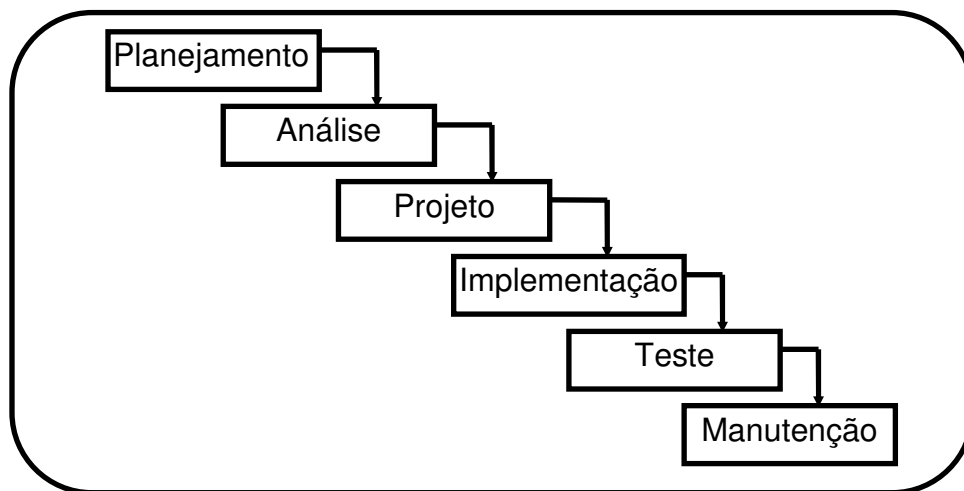 Planejamento
Análise
Projeto
Implementação
Teste
Manutenção